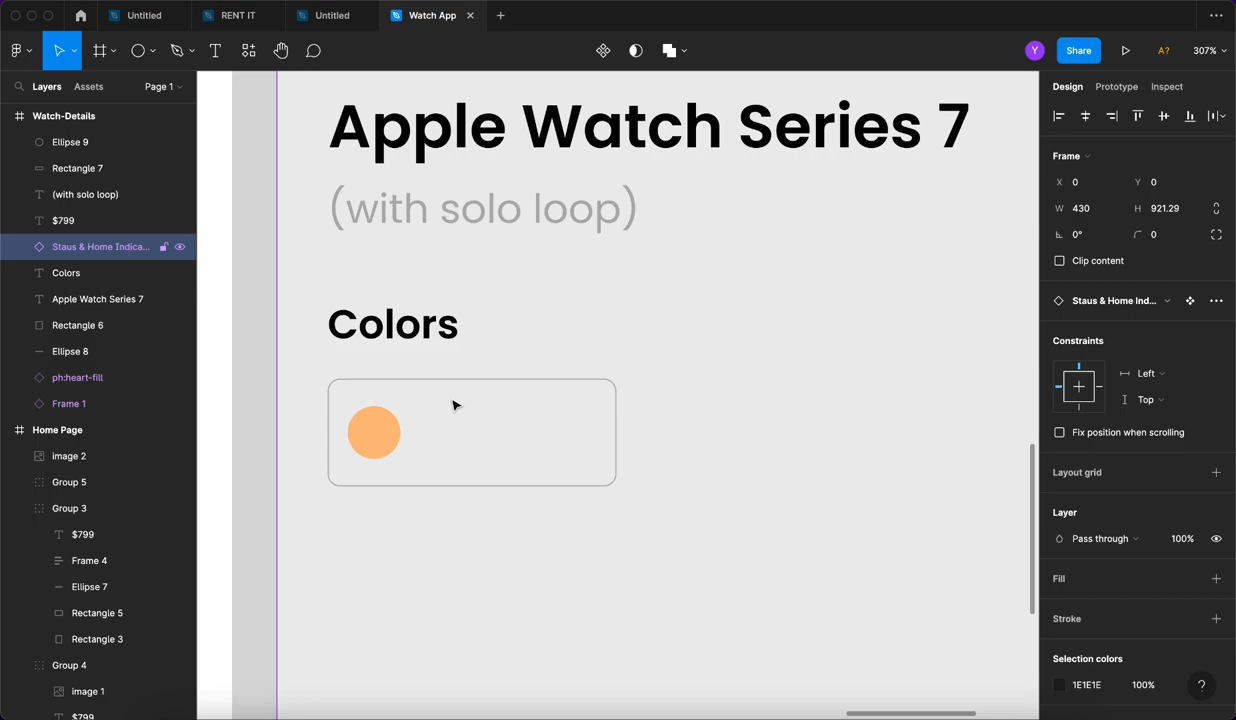 Untitled
RENT IT
Untitled
Watch App
Share
A?
307%
Y
Layers
Assets
Page 1
Watch-Details
Ellipse 9
Rectangle 7
(with solo loop)
$799
Staus & Home Indica...
Colors
Apple Watch Series 7
Rectangle 6
Ellipse 8
ph:heart-fill
Frame 1
Home Page
image 2
Group 5
Group 3
$799
Frame 4
Ellipse 7
Rectangle 5
Rectangle 3
Group 4
image 1
$799
Apple Watch Series 7
(with solo loop)
Colors
Design
Prototype
Inspect
Frame
X 0 Y 0
W 430 H 921.29
0° 0
Clip content
Staus & Home Ind...
Constraints
Left
Top
Fix position when scrolling
Layout grid
Layer
Pass through 100%
Fill
Stroke
Selection colors
1E1E1E 100%
?